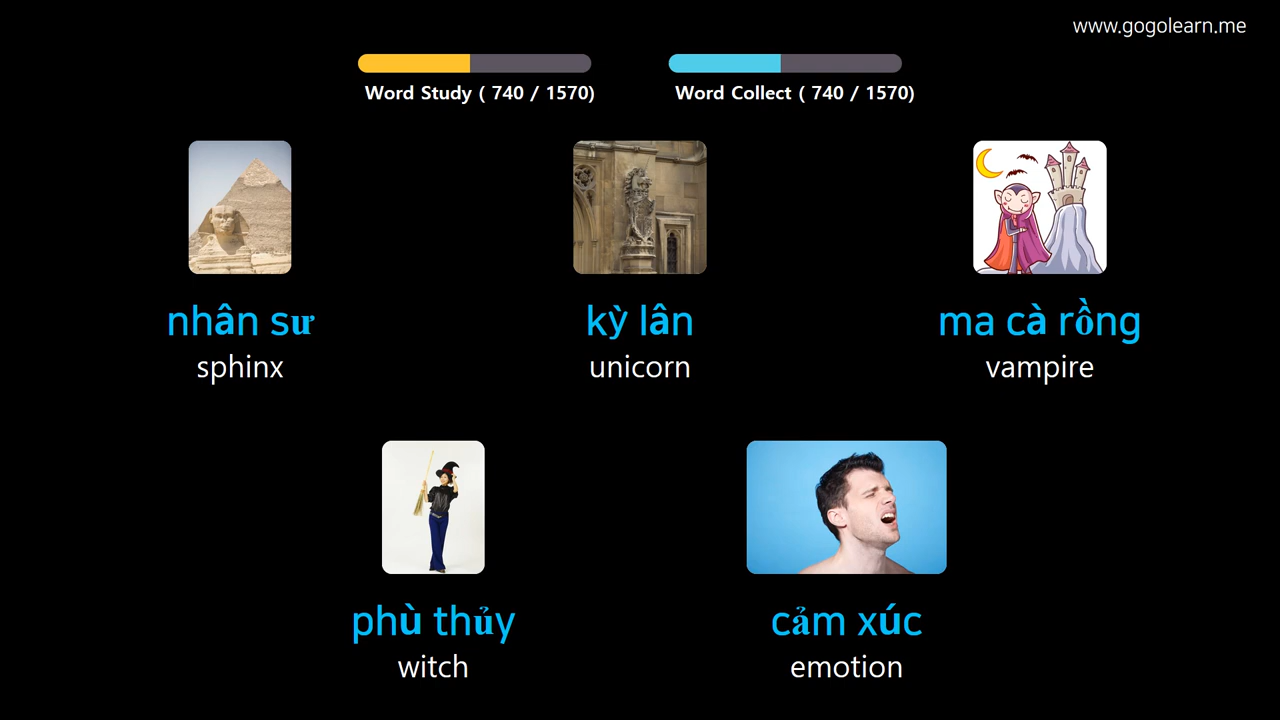 www.gogolearn.me
Word Study ( 740 / 1570)
Word Collect ( 740 / 1570)
nhân sư
sphinx
kỳ lân
unicorn
ma cà rồng
vampire
phù thủy
witch
cảm xúc
emotion